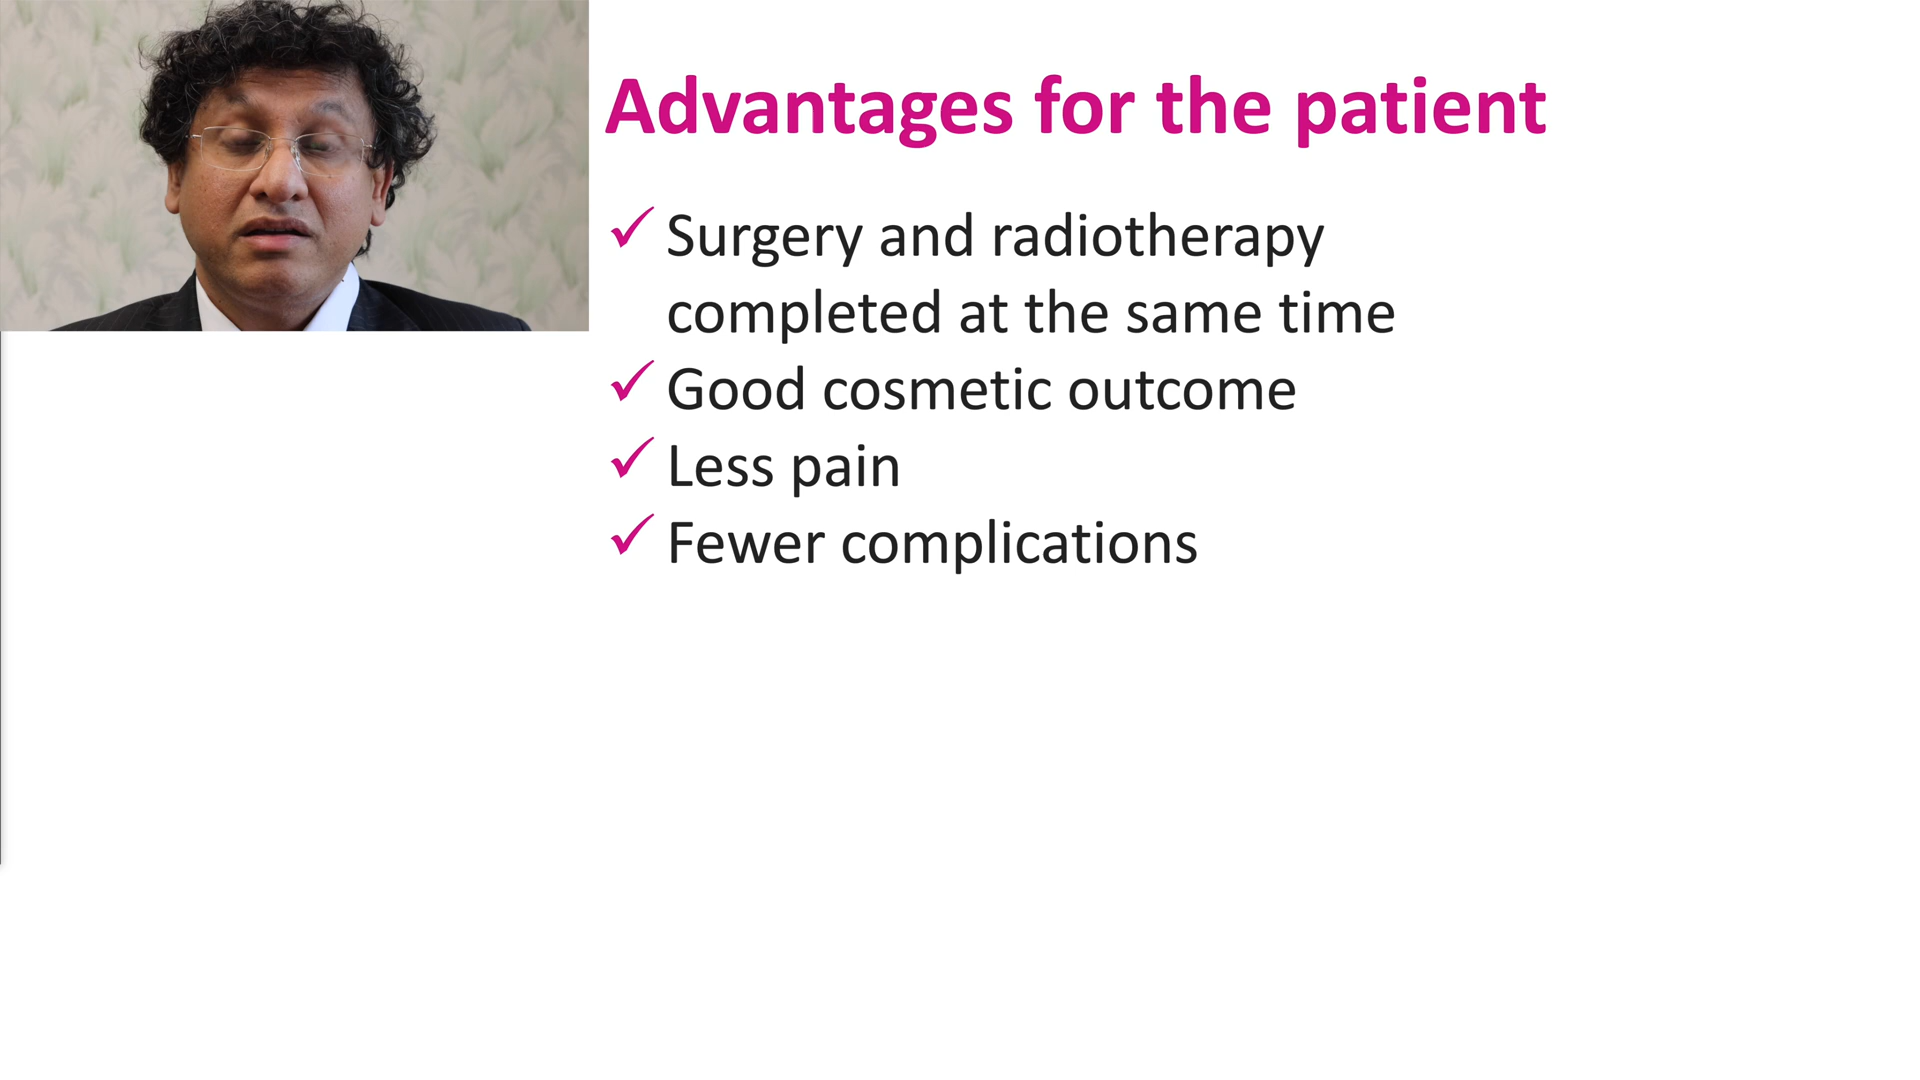 Advantages for the patient
Surgery and radiotherapy
completed at the same time
Good cosmetic outcome
Less pain
Fewer complications